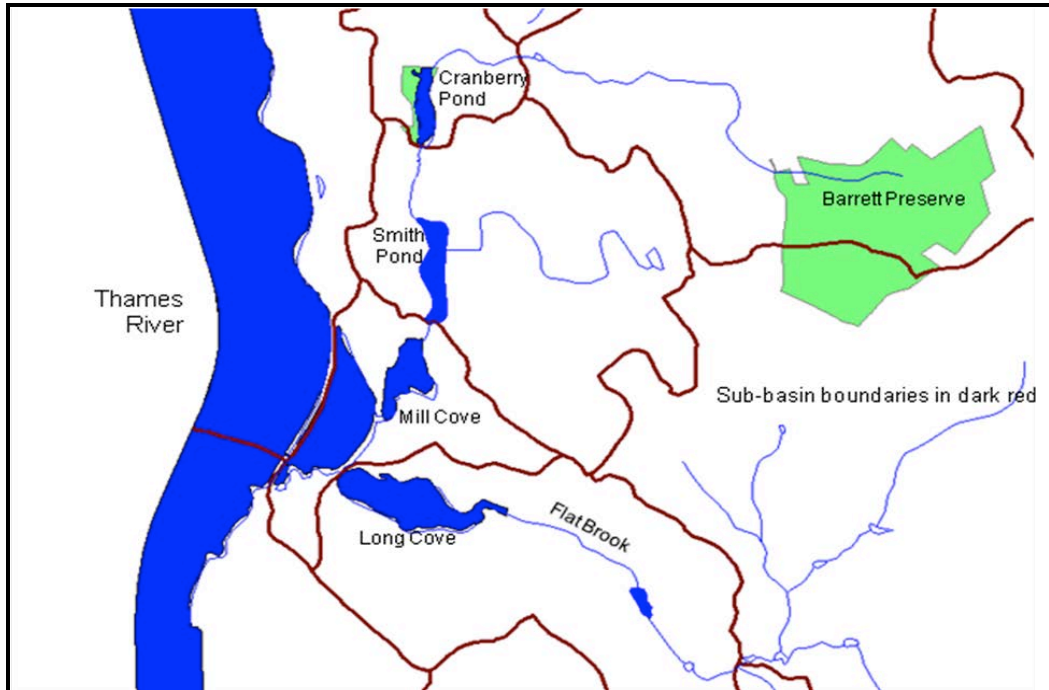 Cranberry
Pond
Barrett Preserve
Smith
Pond
Thames
River
Sub-basin boundaries in dark red
Mill Cove
Flat Brook
Long Cove